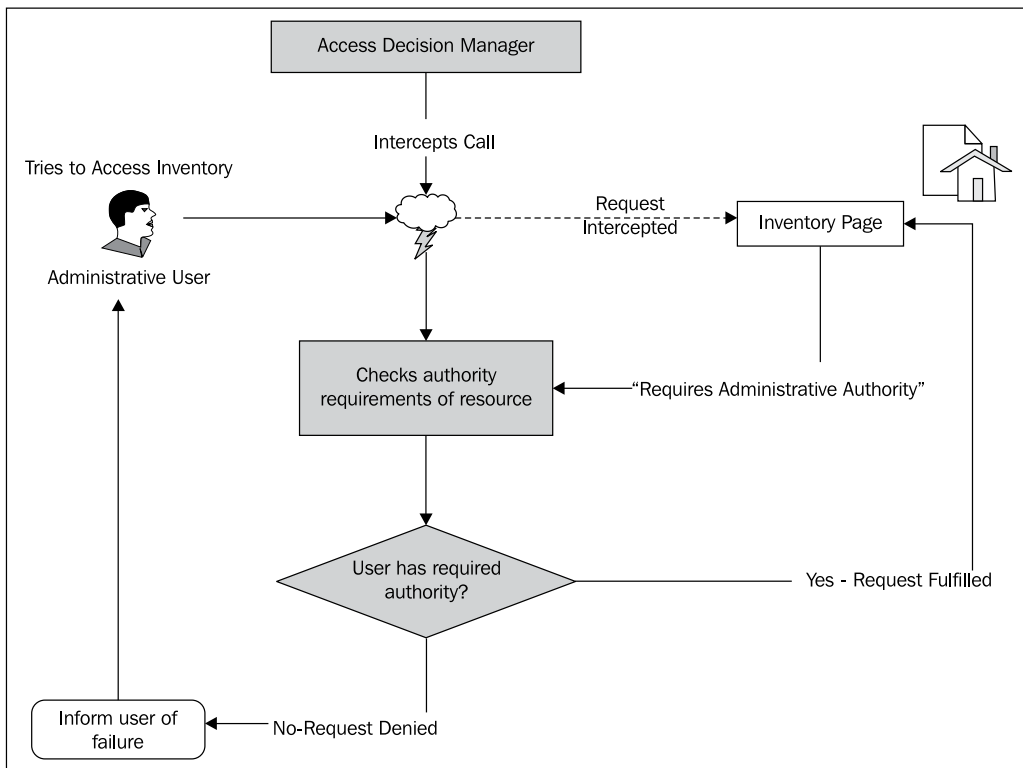 Access Decision Manager
Intercepts Call
Tries to Access Inventory
Request
Intercepted
Inventory Page
Administrative User
Checks authority
requirements of resource
“Requires Administrative Authority”
User has required
authority?
Yes - Request Fulfilled
No-Request Denied
Inform user of
failure